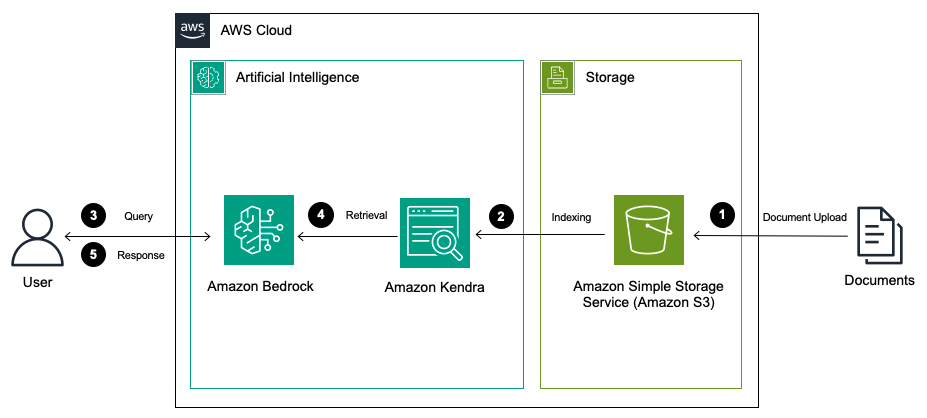 aws
AWS Cloud
Artificial Intelligence
Storage
3
Query
4
Retrieval
2
Indexing
1
Document Upload
5
Response
User
Amazon Bedrock
Amazon Kendra
Amazon Simple Storage
Service (Amazon S3)
Documents